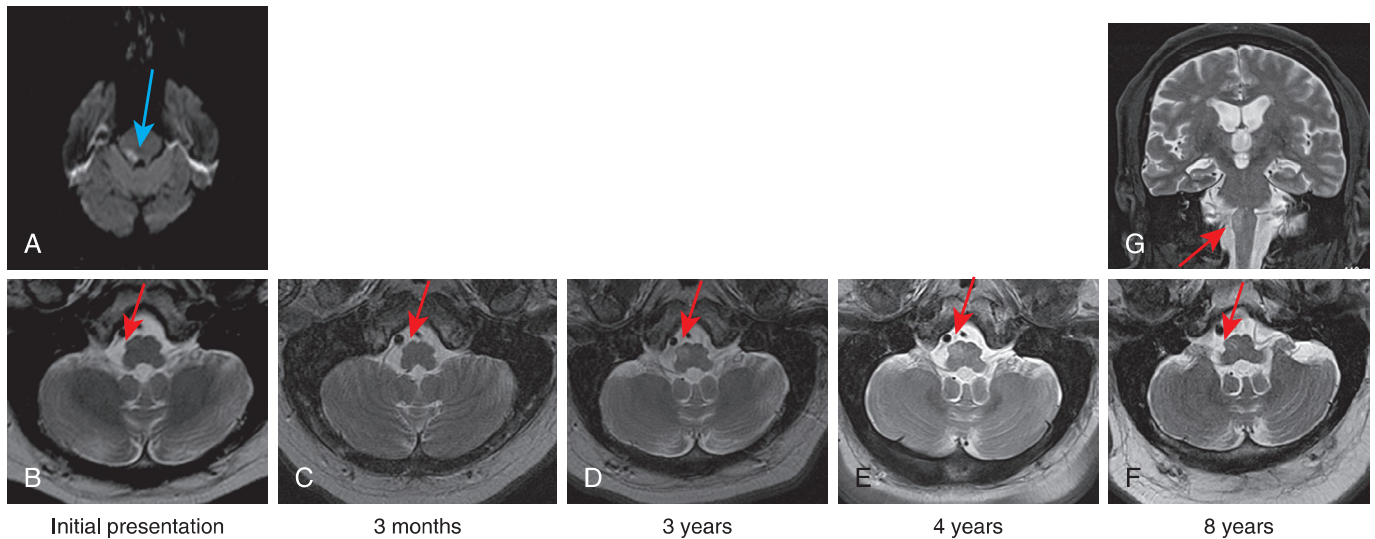 A
G
B
C
D
E
F
Initial presentation
3 months
3 years
4 years
8 years